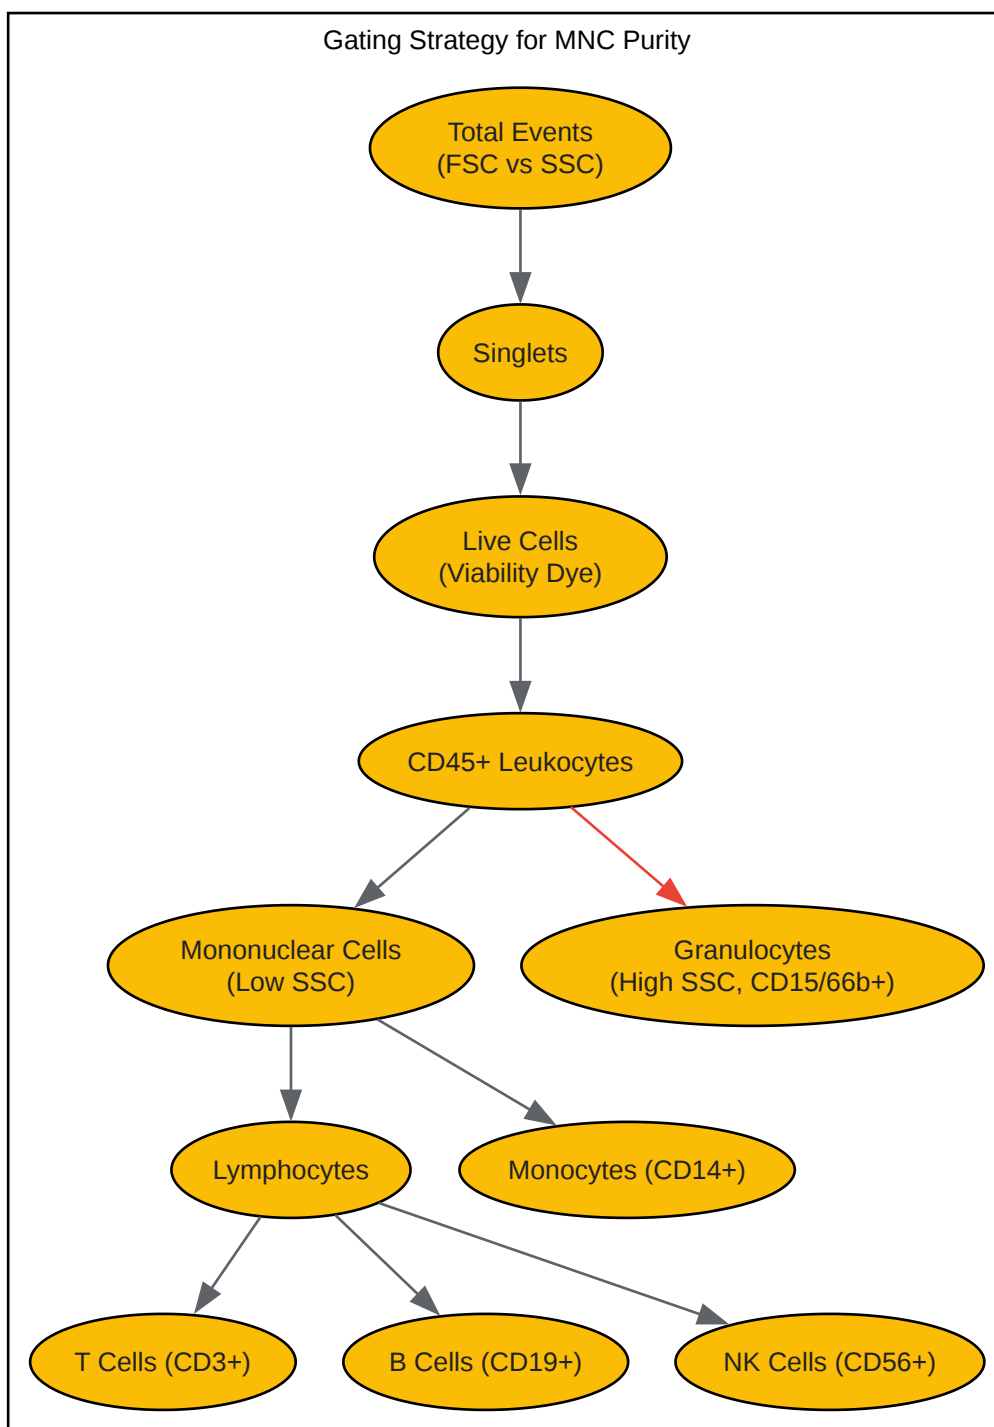 Gating Strategy for MNC Purity
Total Events
(FSC vs SSC)
Singlets
Live Cells
(Viability Dye)
CD45+ Leukocytes
Mononuclear Cells
(Low SSC)
Granulocytes
(High SSC, CD15/66b+)
Lymphocytes
Monocytes (CD14+)
T Cells (CD3+)
B Cells (CD19+)
NK Cells (CD56+)